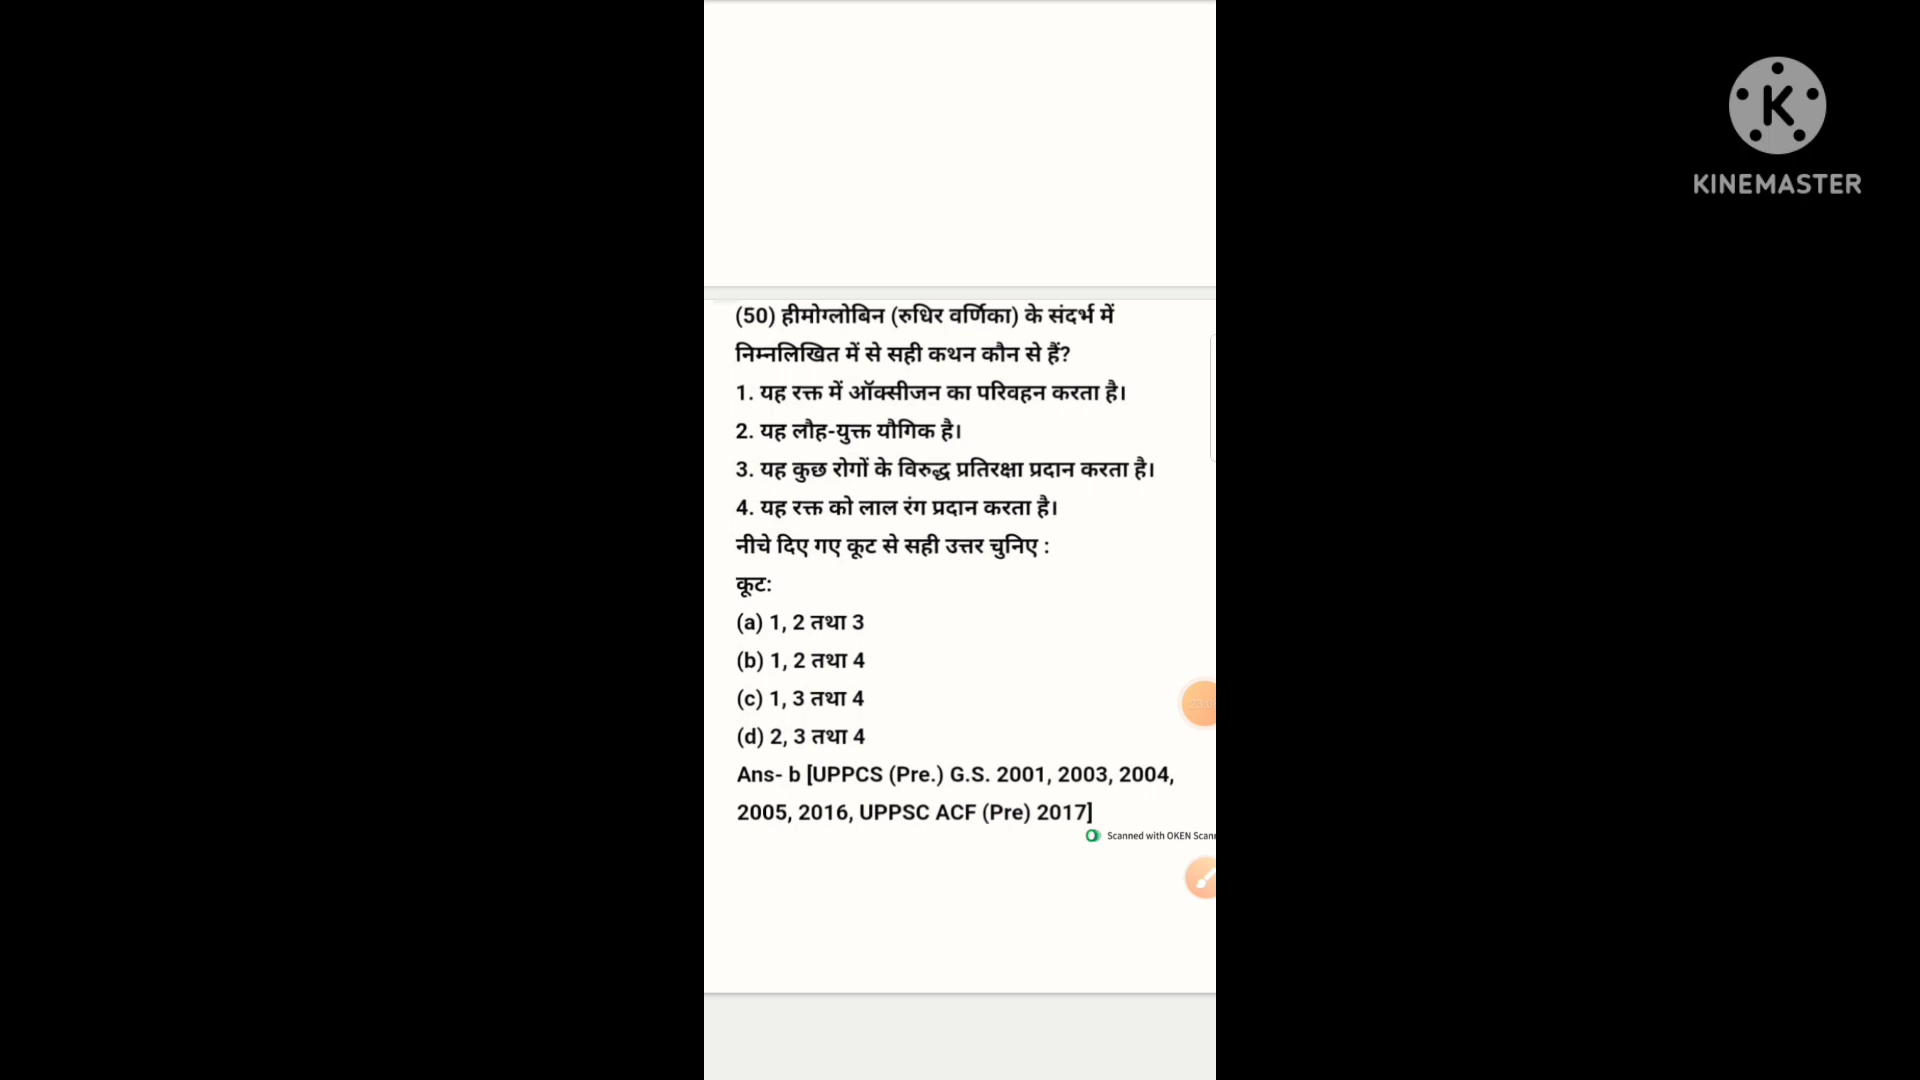 K
KINEMASTER
(50) हीमोग्लोबिन (रुधिर वर्णिका) के संदर्भ में
निम्नलिखित में से सही कथन कौन से हैं?
1. यह रक्त में ऑक्सीजन का परिवहन करता है।
2. यह लौह-युक्त यौगिक है।
3. यह कुछ रोगों के विरुद्ध प्रतिरक्षा प्रदान करता है।
4. यह रक्त को लाल रंग प्रदान करता है।
नीचे दिए गए कूट से सही उत्तर चुनिए :
कूट:
(a) 1, 2 तथा 3
(b) 1, 2 तथा 4
(c) 1, 3 तथा 4
(d) 2, 3 तथा 4
Ans- b [UPPCS (Pre.) G.S. 2001, 2003, 2004,
2005, 2016, UPPSC ACF (Pre) 2017]
Scanned with OKEN